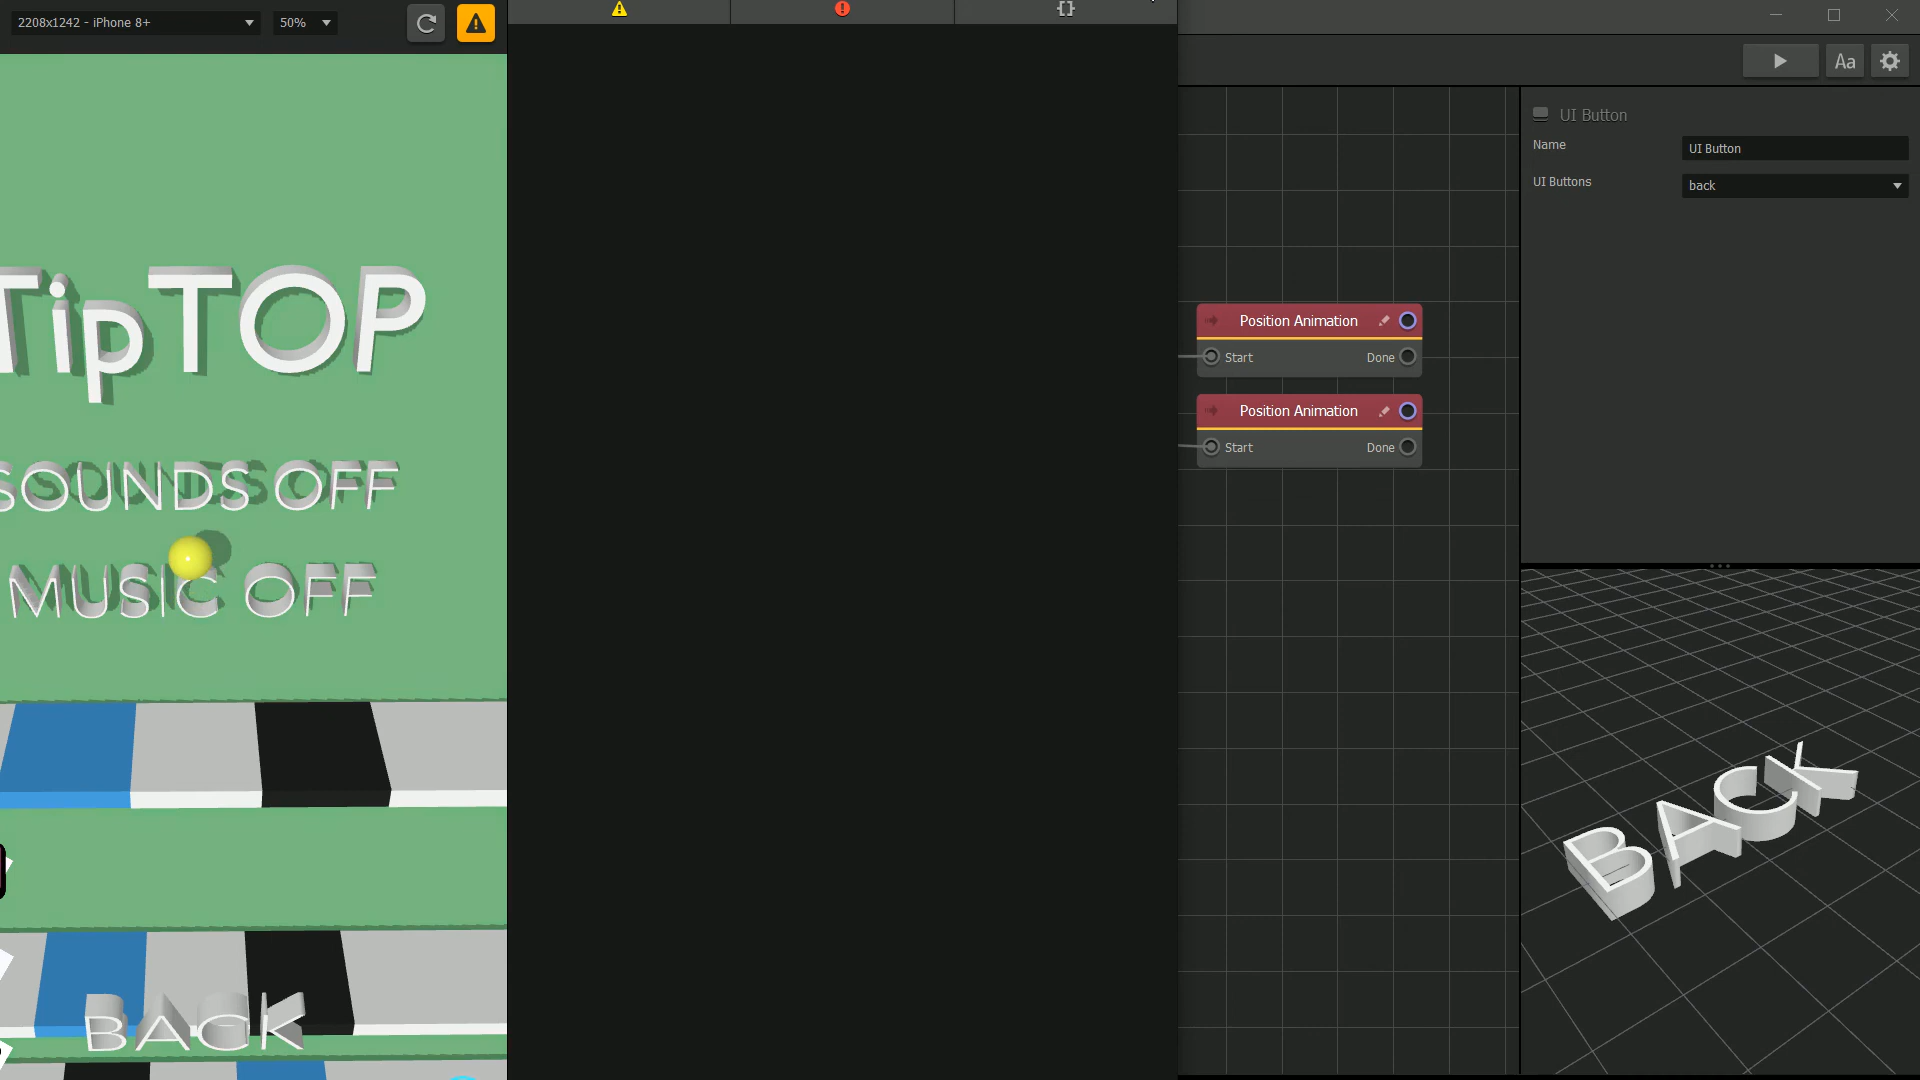 2208x1242 - iPhone 8+
50%
TipTOP
SOUNDS OFF
MUSIC OFF
BACK
{}
Position Animation
Start
Done
Position Animation
Start
Done
Aa
UI Button
Name
UI Button
UI Buttons
back
BACK